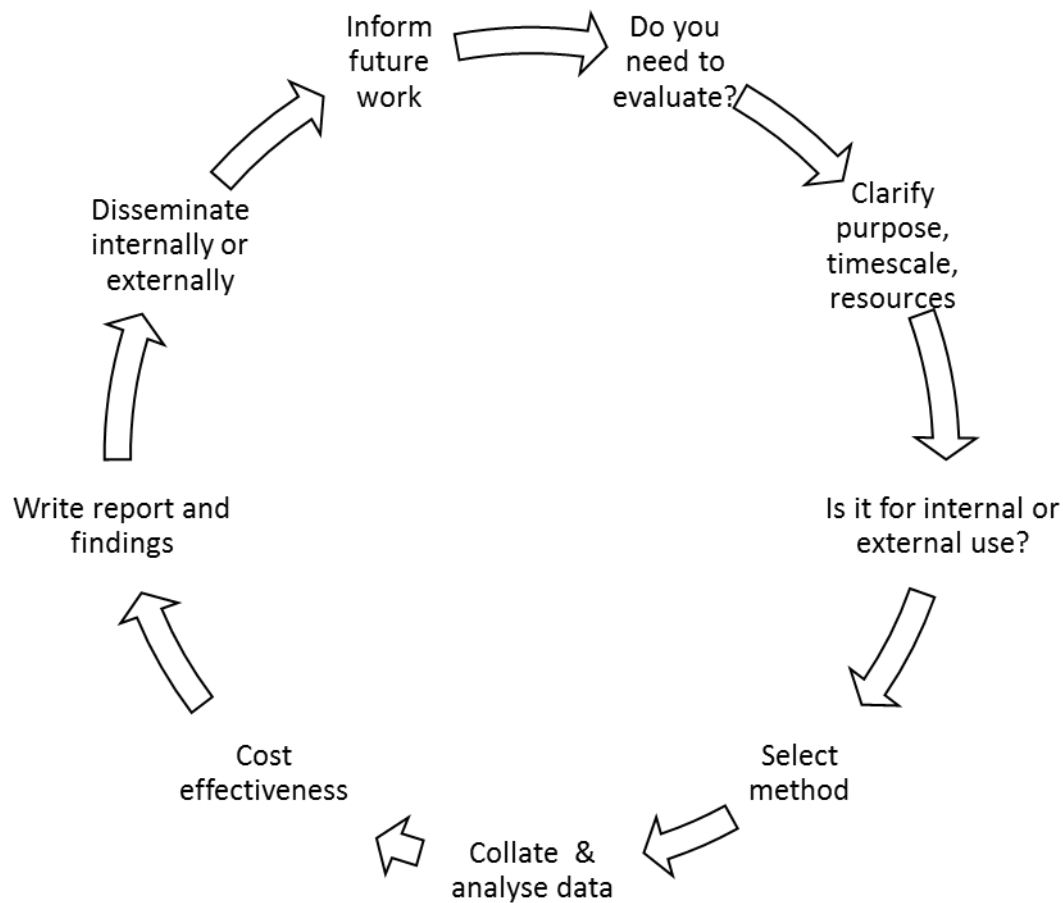 Inform
future
work
Do you
need to
evaluate?
Clarify
purpose,
timescale,
resources
Is it for internal or
external use?
Select
method
Collate &
analyse data
Cost
effectiveness
Write report and
findings
Disseminate
internally or
externally